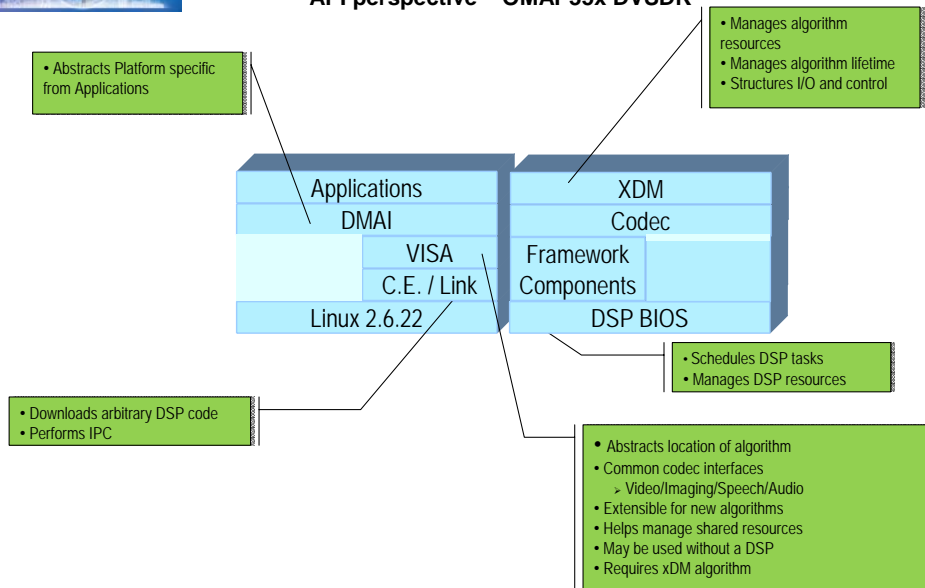 API perspective – OMAP35x DVSDK
• Abstracts Platform specific
from Applications
• Manages algorithm
resources
• Manages algorithm lifetime
• Structures I/O and control
Applications
DMAI
VISA
C.E. / Link
Linux 2.6.22
XDM
Codec
Framework
Components
DSP BIOS
• Schedules DSP tasks
• Manages DSP resources
• Downloads arbitrary DSP code
• Performs IPC
• Abstracts location of algorithm
• Common codec interfaces
➢ Video/Imaging/Speech/Audio
• Extensible for new algorithms
• Helps manage shared resources
• May be used without a DSP
• Requires xDM algorithm